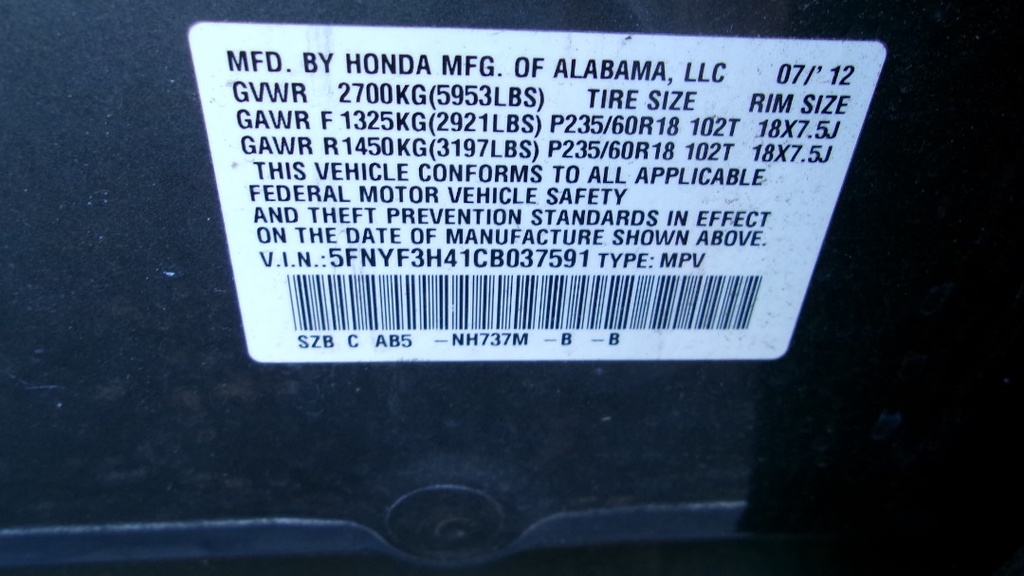 MFD. BY HONDA MFG. OF ALABAMA, LLC 07/'12
GVWR 2700KG(5953LBS) TIRE SIZE RIM SIZE
GAWR F 1325KG(2921LBS) P235/60R18 102T 18X7.5J
GAWR R 1450KG(3197LBS) P235/60R18 102T 18X7.5J
THIS VEHICLE CONFORMS TO ALL APPLICABLE
FEDERAL MOTOR VEHICLE SAFETY
AND THEFT PREVENTION STANDARDS IN EFFECT
ON THE DATE OF MANUFACTURE SHOWN ABOVE.
V.I.N.: 5FNYF3H41CB037591 TYPE: MPV
SZB C AB5 -NH737M -B -B